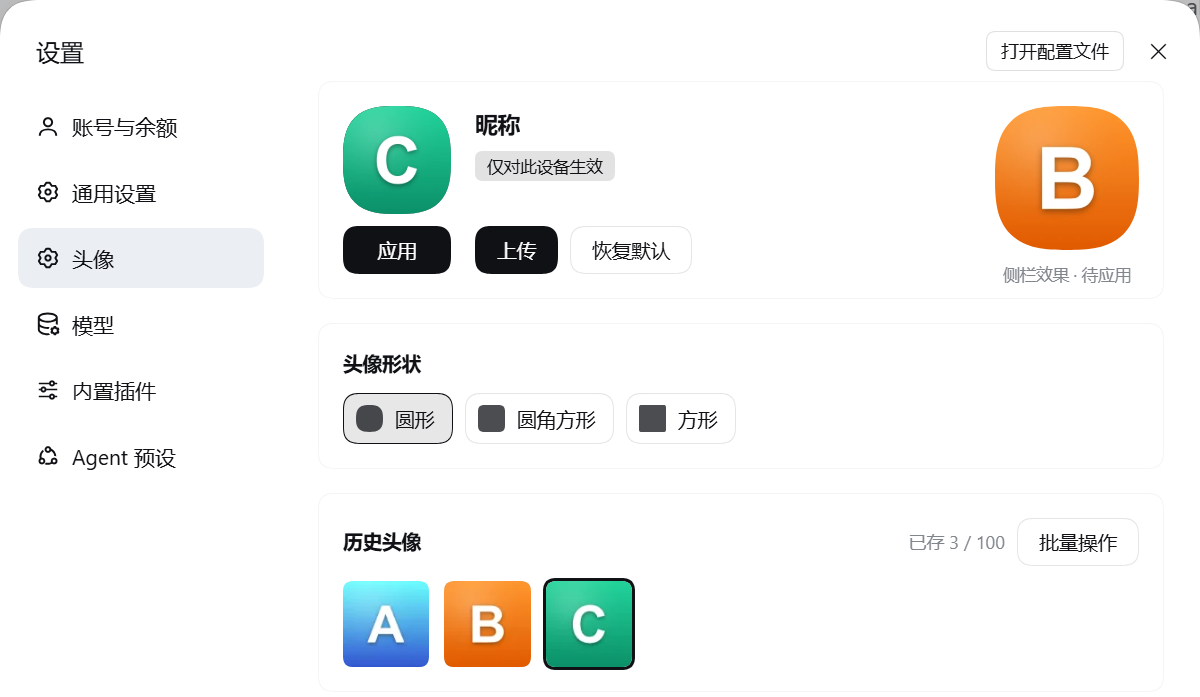 设置
打开配置文件
账号与余额
通用设置
头像
模型
内置插件
Agent 预设
C
昵称
仅对此设备生效
应用
上传
恢复默认
B
侧栏效果 · 待应用
头像形状
圆形
圆角方形
方形
历史头像
已存 3 / 100
批量操作
A
B
C